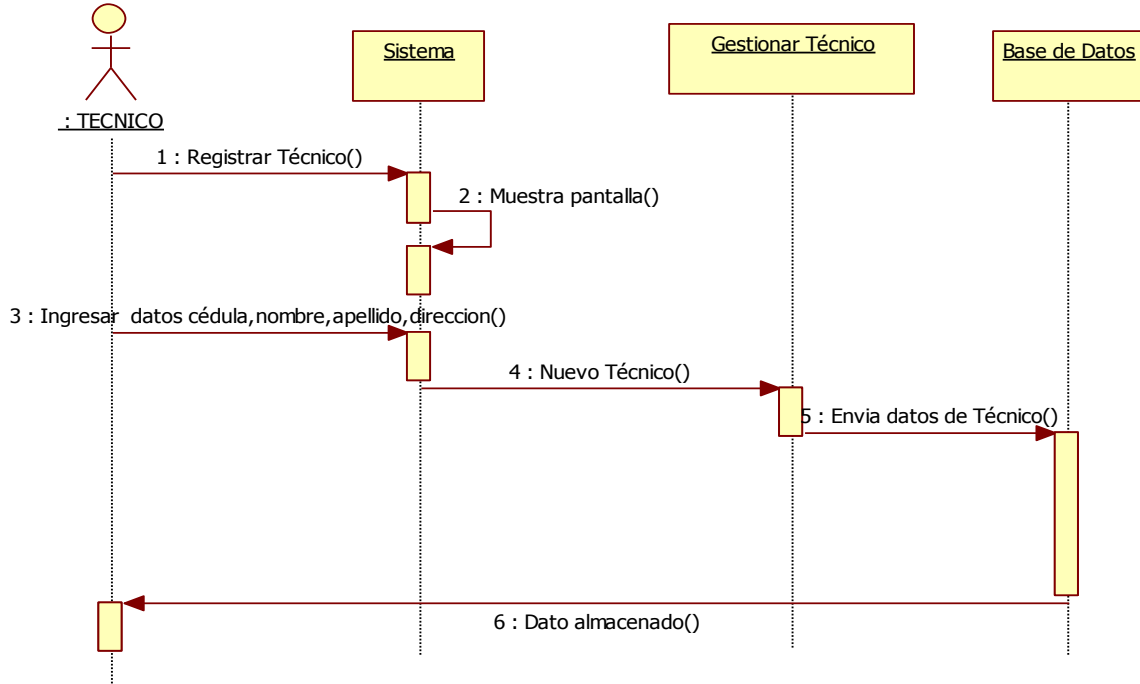 Sistema
Gestionar Técnico
Base de Datos
: TECNICO
1 : Registrar Técnico()
2 : Muestra pantalla()
3 : Ingresar  datos cédula,nombre,apellido,direccion()
4 : Nuevo Técnico()
5 : Envia datos de Técnico()
6 : Dato almacenado()